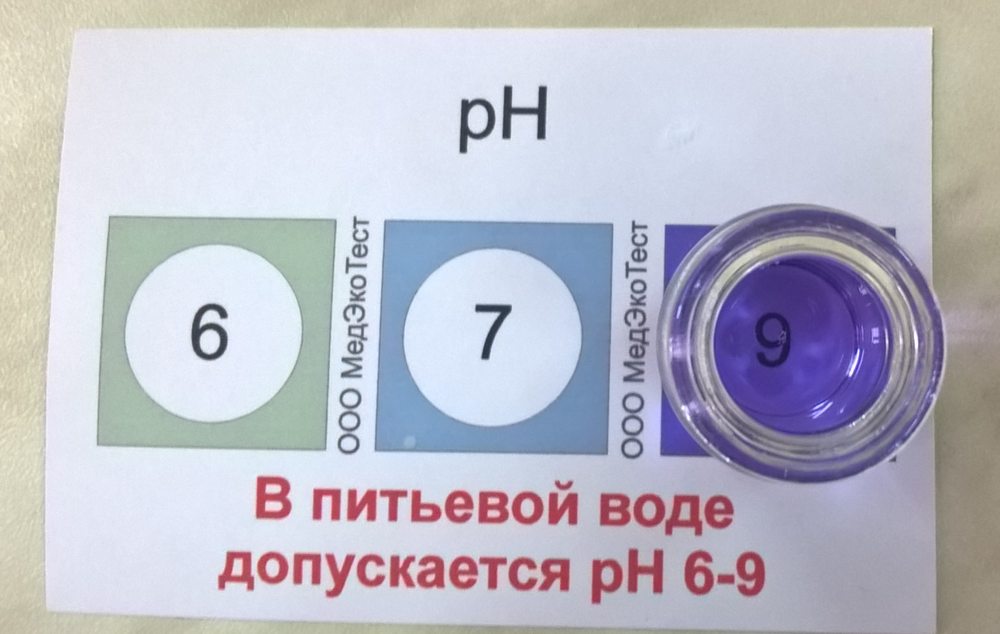 pH
6
ООО МедЭкоТест
7
ООО МедЭкоТест
9
В питьевой воде
допускается pH 6-9